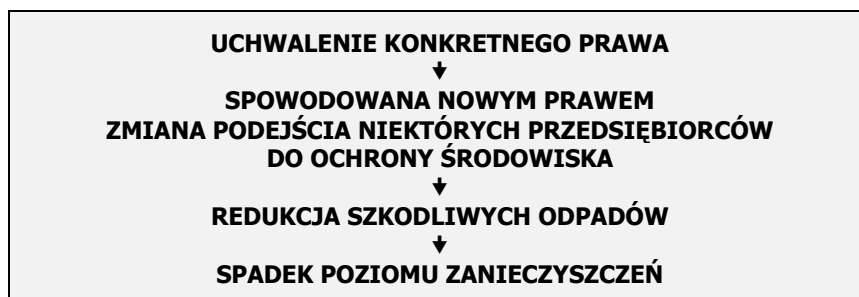 UCHWALENIE KONKRETNEGO PRAWA
SPOWODOWANA NOWYM PRAWEM
ZMIANA PODEJŚCIA NIEKTÓRYCH PRZEDSIĘBIORCÓW
DO OCHRONY ŚRODOWISKA
REDUKCJA SZKODLIWYCH ODPADÓW
SPADEK POZIOMU ZANIECZYSZCZEŃ